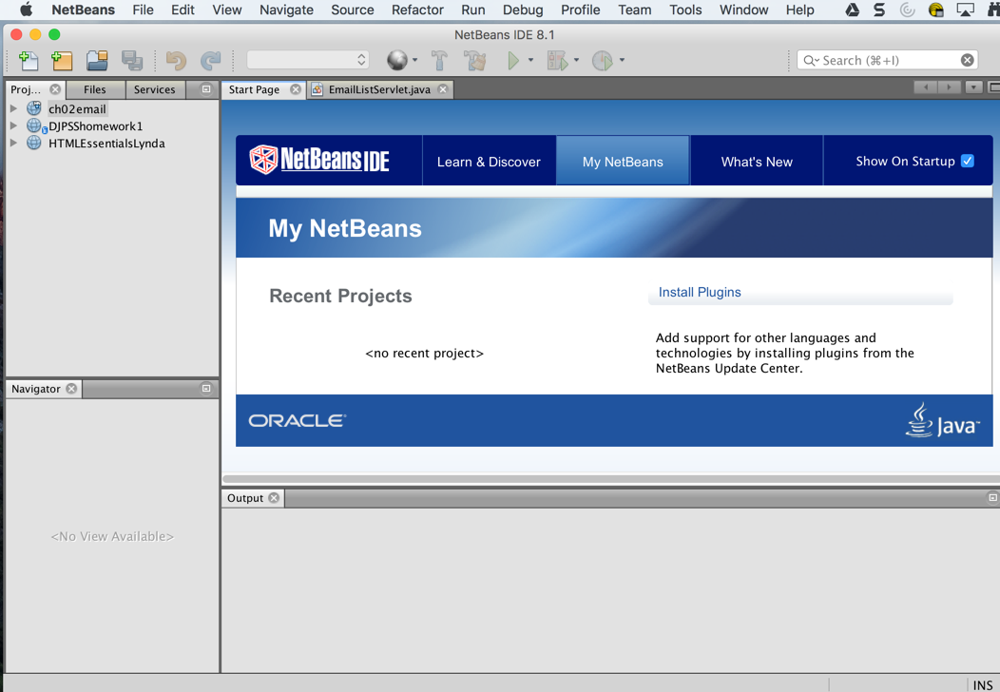 NetBeans File Edit View Navigate Source Refactor Run Debug Profile Team Tools Window Help
NetBeans IDE 8.1
Search (⌘+I)
Proj... Files Services
Start Page EmailListServlet.java
ch02email
DJPSShomework1
HTMLEssentialsLynda
NetBeans IDE Learn & Discover My NetBeans What's New Show On Startup
My NetBeans
Recent Projects
<no recent project>
Install Plugins
Add support for other languages and
technologies by installing plugins from the
NetBeans Update Center.
ORACLE
Java
Navigator
<No View Available>
Output
INS